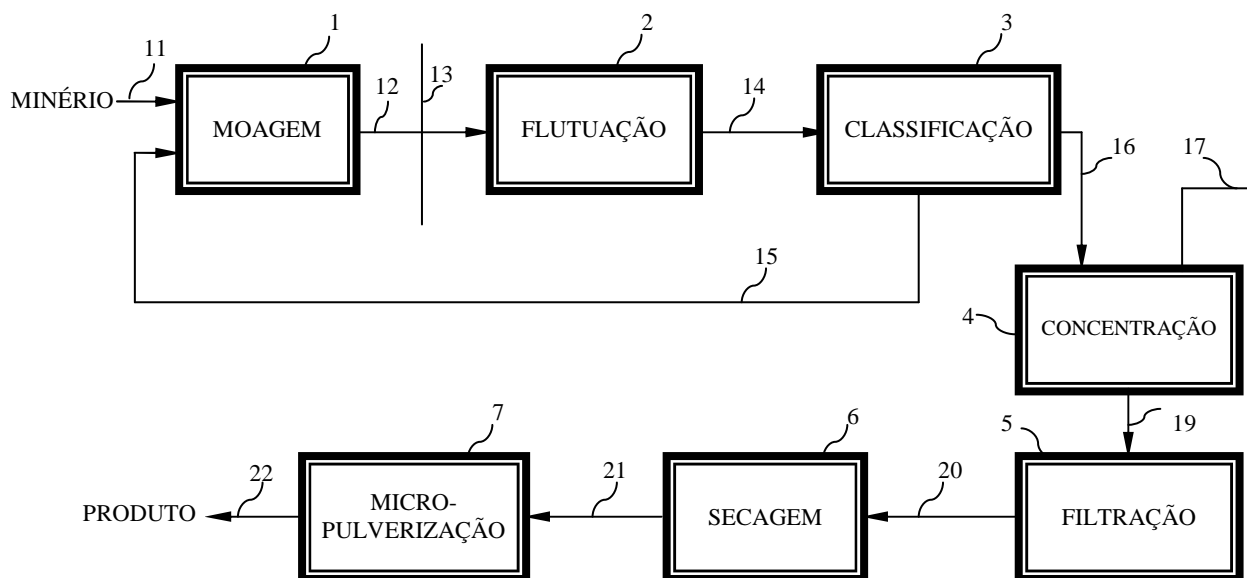 1
2
3
11
12
13
14
MINÉRIO
MOAGEM
FLUTUAÇÃO
CLASSIFICAÇÃO
16
17
15
4
CONCENTRAÇÃO
7
6
5
19
22
21
20
PRODUTO
MICRO-
PULVERIZAÇÃO
SECAGEM
FILTRAÇÃO